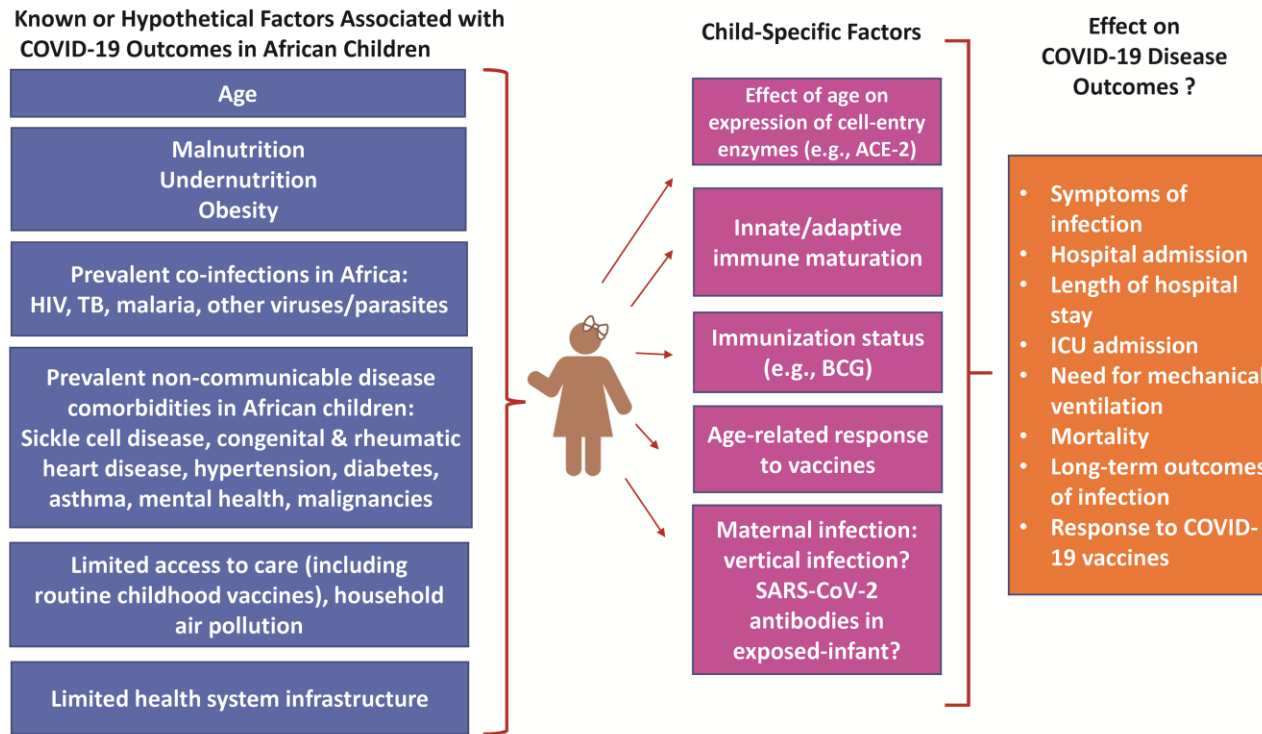 Known or Hypothetical Factors Associated with
COVID-19 Outcomes in African Children
Age
Malnutrition
Undernutrition
Obesity
Prevalent co-infections in Africa:
HIV, TB, malaria, other viruses/parasites
Prevalent non-communicable disease
comorbidities in African children:
Sickle cell disease, congenital & rheumatic
heart disease, hypertension, diabetes,
asthma, mental health, malignancies
Limited access to care (including
routine childhood vaccines), household
air pollution
Limited health system infrastructure
Child-Specific Factors
Effect of age on
expression of cell-entry
enzymes (e.g., ACE-2)
Innate/adaptive
immune maturation
Immunization status
(e.g., BCG)
Age-related response
to vaccines
Maternal infection:
vertical infection?
SARS-CoV-2
antibodies in
exposed-infant?
Effect on
COVID-19 Disease
Outcomes ?
• Symptoms of
infection
• Hospital admission
• Length of hospital
stay
• ICU admission
• Need for mechanical
ventilation
• Mortality
• Long-term outcomes
of infection
• Response to COVID-
19 vaccines